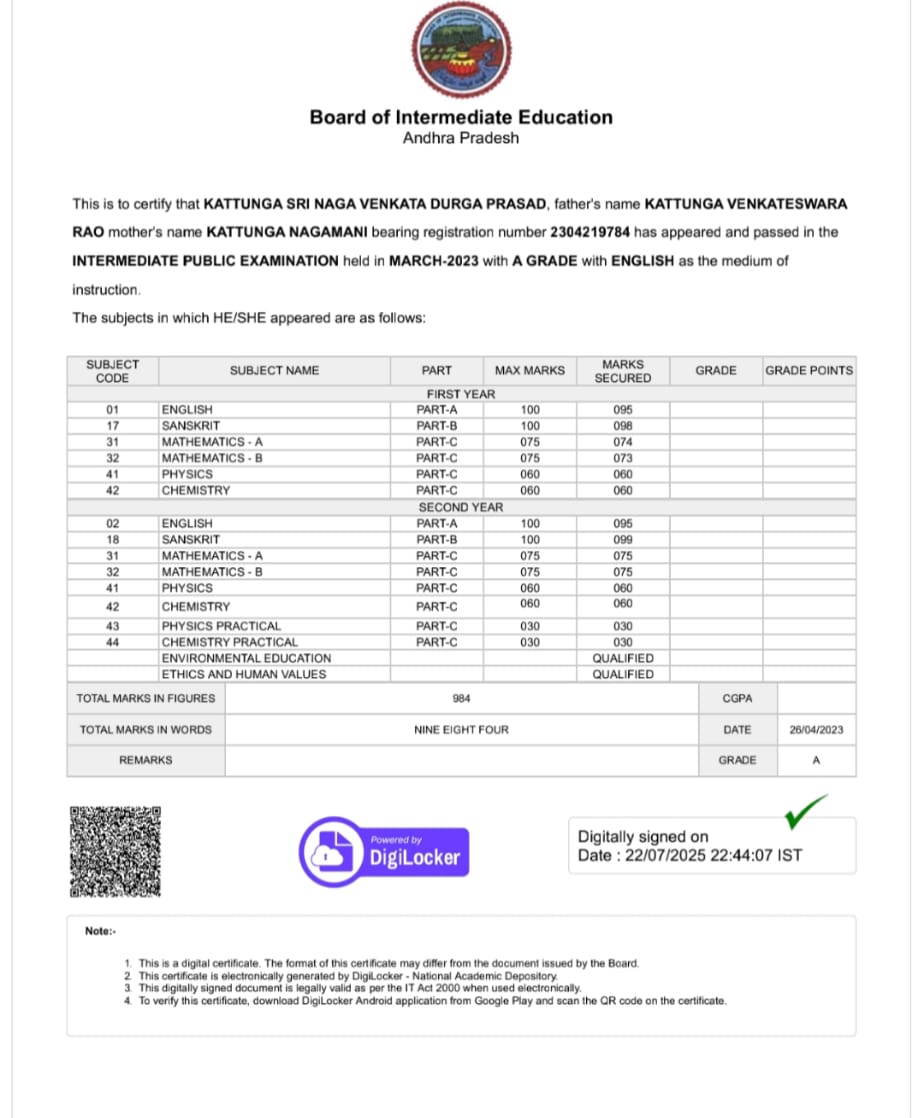 Board of Intermediate Education
Andhra Pradesh
This is to certify that KATTUNGA SRI NAGA VENKATA DURGA PRASAD, father's name KATTUNGA VENKATESWARA
RAO mother's name KATTUNGA NAGAMANI bearing registration number 2304219784 has appeared and passed in the
INTERMEDIATE PUBLIC EXAMINATION held in MARCH-2023 with A GRADE with ENGLISH as the medium of
instruction.
The subjects in which HE/SHE appeared are as follows:
SUBJECT CODE SUBJECT NAME PART MAX MARKS MARKS SECURED GRADE GRADE POINTS
FIRST YEAR
01 ENGLISH PART-A 100 095
17 SANSKRIT PART-B 100 098
31 MATHEMATICS - A PART-C 075 074
32 MATHEMATICS - B PART-C 075 073
41 PHYSICS PART-C 060 060
42 CHEMISTRY PART-C 060 060
SECOND YEAR
02 ENGLISH PART-A 100 095
18 SANSKRIT PART-B 100 099
31 MATHEMATICS - A PART-C 075 075
32 MATHEMATICS - B PART-C 075 075
41 PHYSICS PART-C 060 060
42 CHEMISTRY PART-C 060 060
43 PHYSICS PRACTICAL PART-C 030 030
44 CHEMISTRY PRACTICAL PART-C 030 030
ENVIRONMENTAL EDUCATION QUALIFIED
ETHICS AND HUMAN VALUES QUALIFIED
TOTAL MARKS IN FIGURES 984 CGPA
TOTAL MARKS IN WORDS NINE EIGHT FOUR DATE 26/04/2023
REMARKS GRADE A
Powered by
DigiLocker
Digitally signed on
Date : 22/07/2025 22:44:07 IST
Note:-
1. This is a digital certificate. The format of this certificate may differ from the document issued by the Board.
2. This certificate is electronically generated by DigiLocker - National Academic Depository.
3. This digitally signed document is legally valid as per the IT Act 2000 when used electronically.
4. To verify this certificate, download DigiLocker Android application from Google Play and scan the QR code on the certificate.